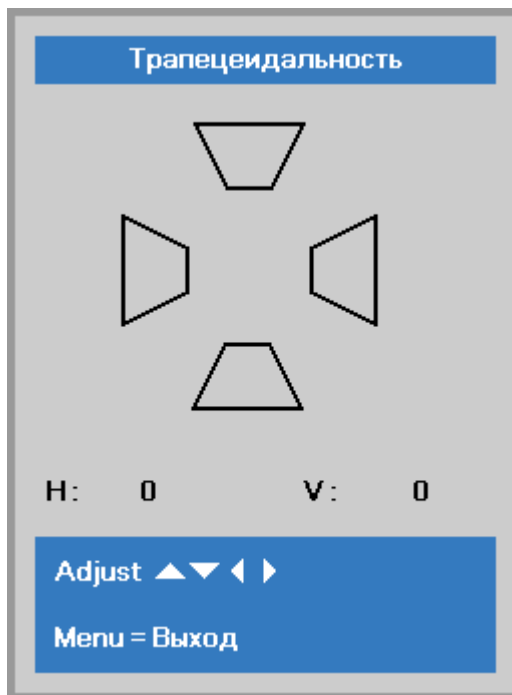 Трапецеидальность
H: 0 V: 0
Adjust ▲▼◀▶
Menu = Выход